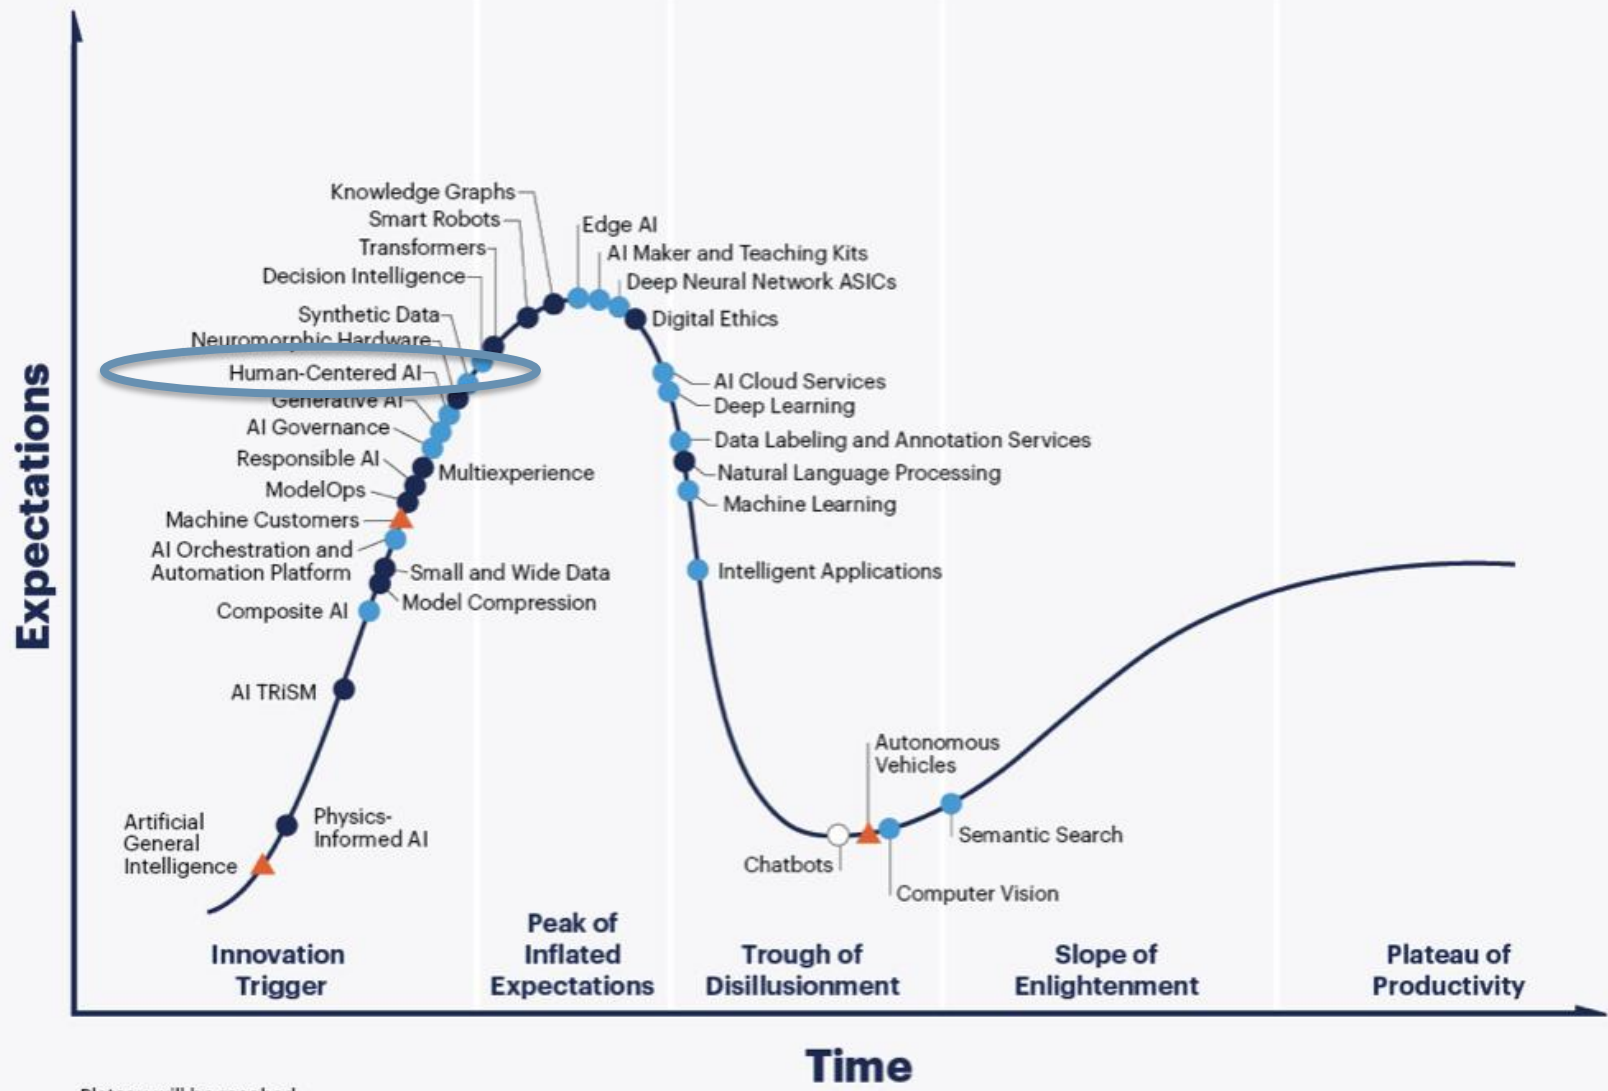 Expectations
Knowledge Graphs
Smart Robots
Transformers
Decision Intelligence
Synthetic Data
Neuromorphic Hardware
Human-Centered AI
Generative AI
AI Governance
Responsible AI
Multiexperience
ModelOps
Machine Customers
AI Orchestration and
Automation Platform
Small and Wide Data
Model Compression
Composite AI
AI TRiSM
Physics-
Informed AI
Artificial
General
Intelligence
Edge AI
AI Maker and Teaching Kits
Deep Neural Network ASICs
Digital Ethics
AI Cloud Services
Deep Learning
Data Labeling and Annotation Services
Natural Language Processing
Machine Learning
Intelligent Applications
Autonomous
Vehicles
Chatbots
Computer Vision
Semantic Search
Innovation
Trigger
Peak of
Inflated
Expectations
Trough of
Disillusionment
Slope of
Enlightenment
Plateau of
Productivity
Time